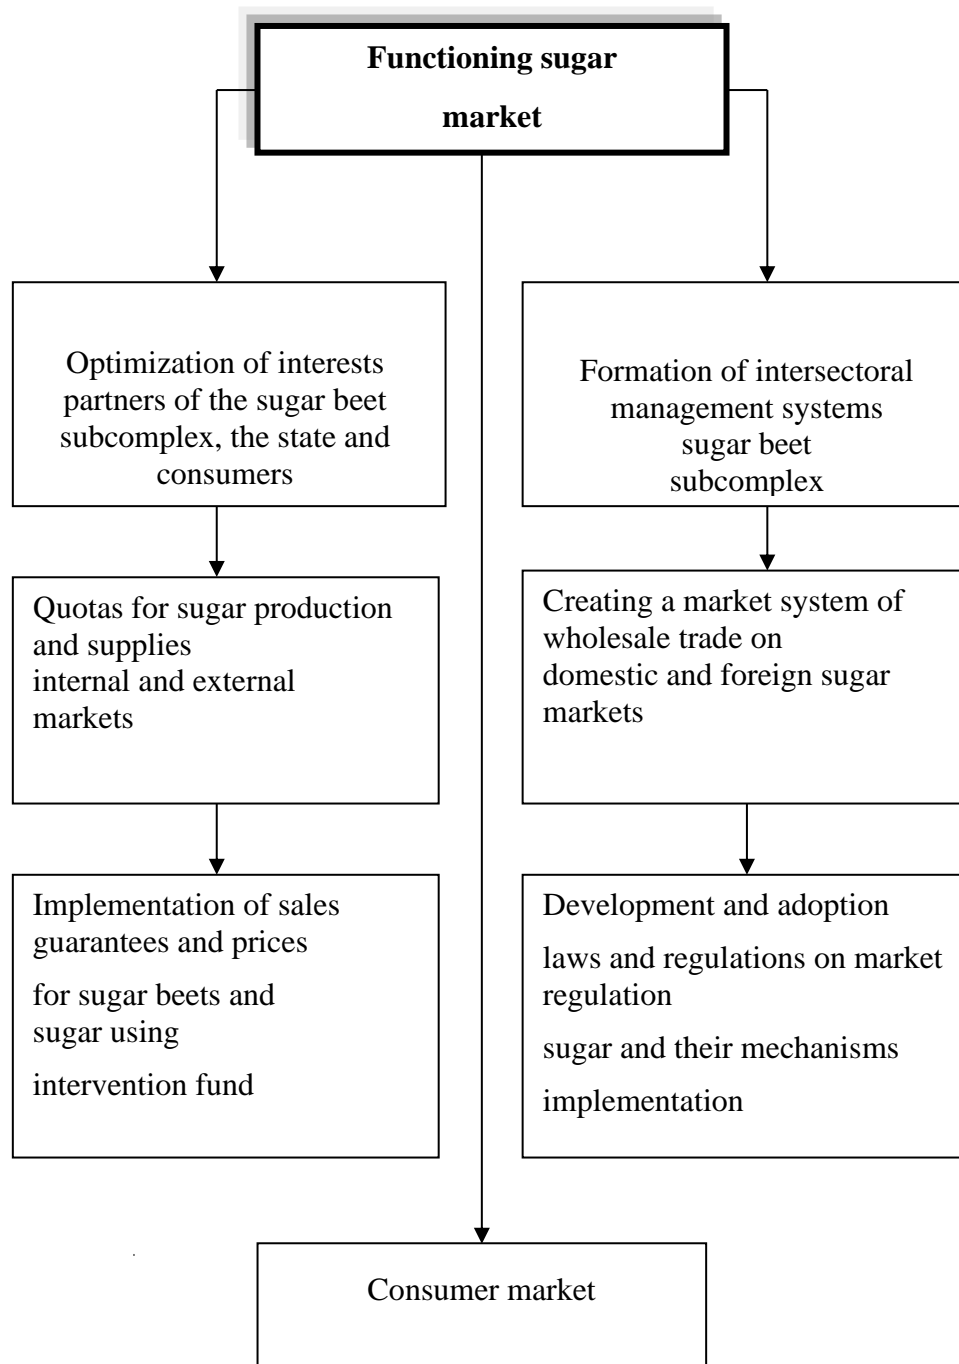 Functioning sugar
market
Optimization of interests
partners of the sugar beet
subcomplex, the state and
consumers
Formation of intersectoral
management systems
sugar beet
subcomplex
Quotas for sugar production
and supplies
internal and external
markets
Creating a market system of
wholesale trade on
domestic and foreign sugar
markets
Implementation of sales
guarantees and prices
for sugar beets and
sugar using
intervention fund
Development and adoption
laws and regulations on market
regulation
sugar and their mechanisms
implementation
Consumer market